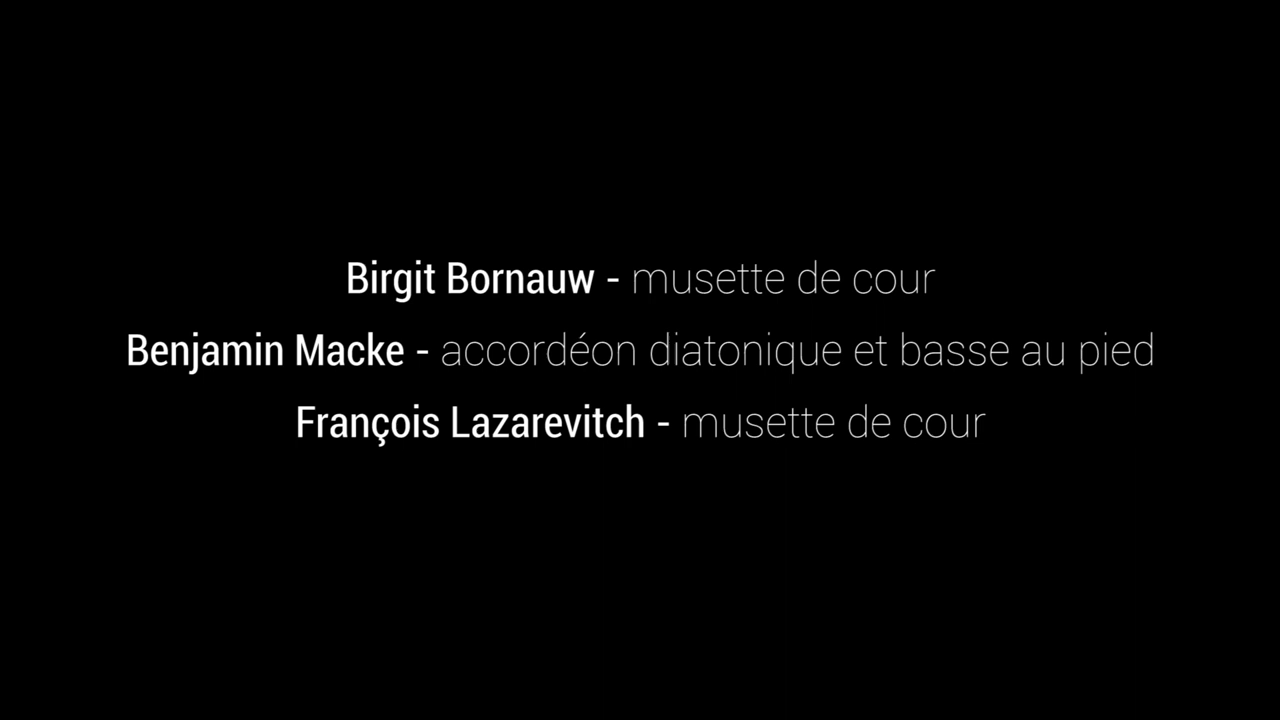 Birgit Bornauw - musette de cour
Benjamin Macke - accordéon diatonique et basse au pied
François Lazarevitch - musette de cour